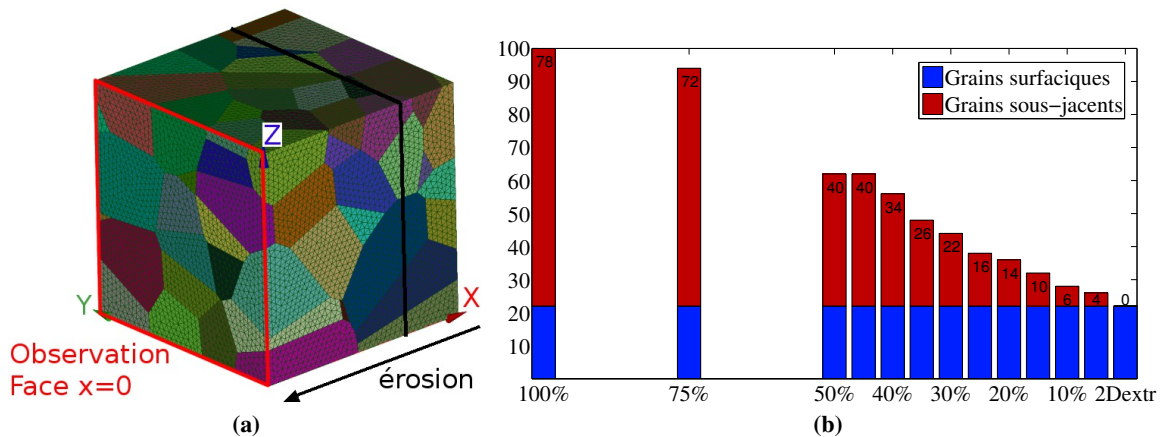 Z
Y
X
Observation
Face x=0
érosion
(a)
100
90
80
70
60
50
40
30
20
10
78
72
40
40
34
26
22
16
14
10
6
4
0
Grains surfaciques
Grains sous-jacents
100% 75% 50% 40% 30% 20% 10% 2Dextr
(b)